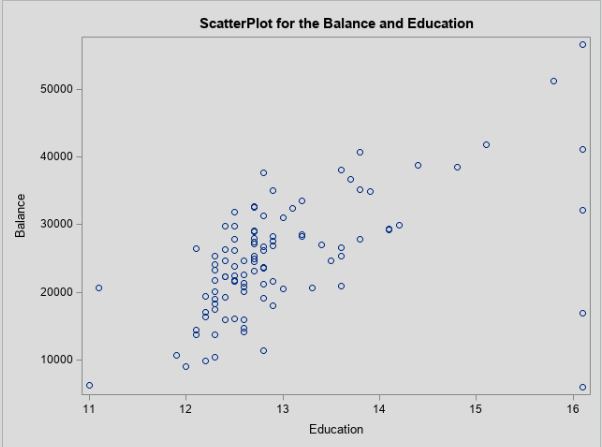 ScatterPlot for the Balance and Education
50000
40000
30000
20000
10000
Balance
11 12 13 14 15 16
Education